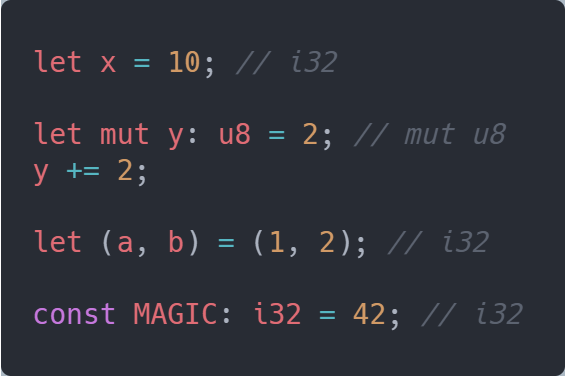 let x = 10; // i32
let mut y: u8 = 2; // mut u8
y += 2;
let (a, b) = (1, 2); // i32
const MAGIC: i32 = 42; // i32